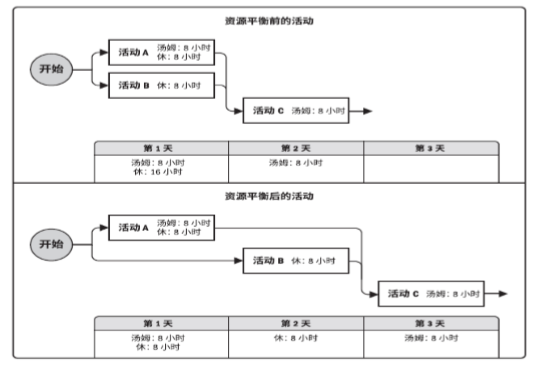 资源平衡前的活动
开始
活动 A 汤姆：8 小时
休：8 小时
活动 B 休：8 小时
活动 C 汤姆：8 小时
第 1 天 第 2 天 第 3 天
汤姆：8 小时 汤姆：8 小时
休：16 小时
资源平衡后的活动
开始
活动 A 汤姆：8 小时
休：8 小时
活动 B 休：8 小时
活动 C 汤姆：8 小时
第 1 天 第 2 天 第 3 天
汤姆：8 小时 休：8 小时 汤姆：8 小时
休：8 小时